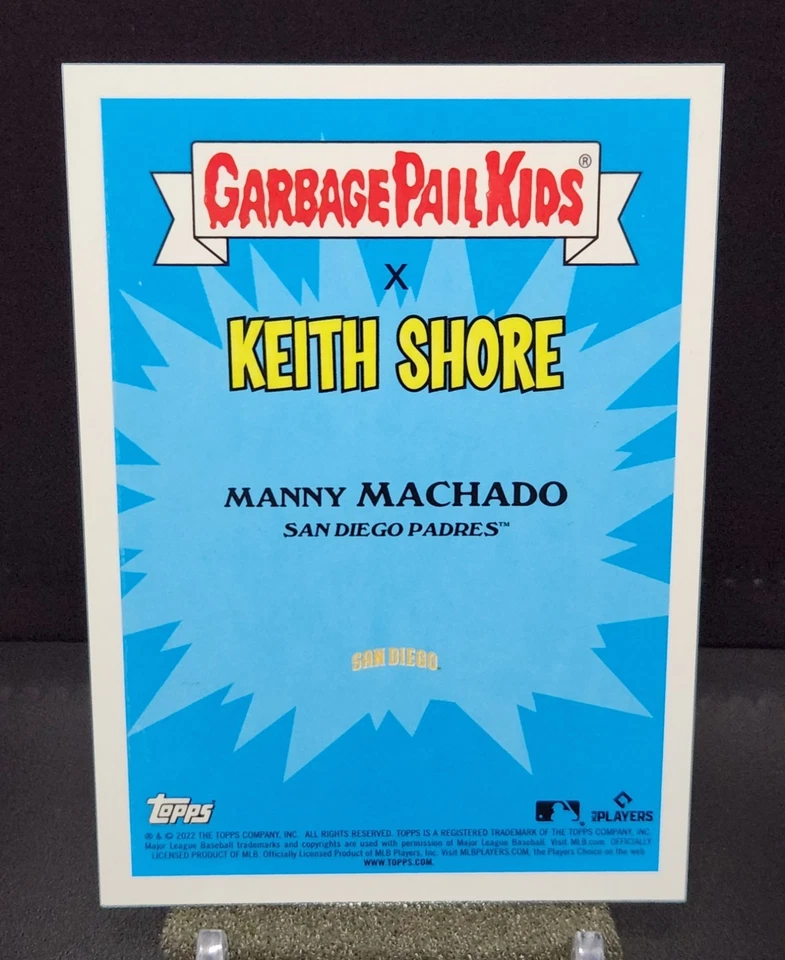 GARBAGE PAIL KIDS®
X
KEITH SHORE
MANNY MACHADO
SAN DIEGO PADRES™
SAN DIEGO
topps
MLB PLAYERS
® & © 2022 THE TOPPS COMPANY, INC. ALL RIGHTS RESERVED. TOPPS IS A REGISTERED TRADEMARK OF THE TOPPS COMPANY, INC.
Major League Baseball trademarks and copyrights are used with permission of Major League Baseball. Visit MLB.com. OFFICIALLY
LICENSED PRODUCT OF MLB. Officially Licensed Product of MLB Players, Inc. Visit MLBPLAYERS.COM, the Players Choice on the web
WWW.TOPPS.COM.